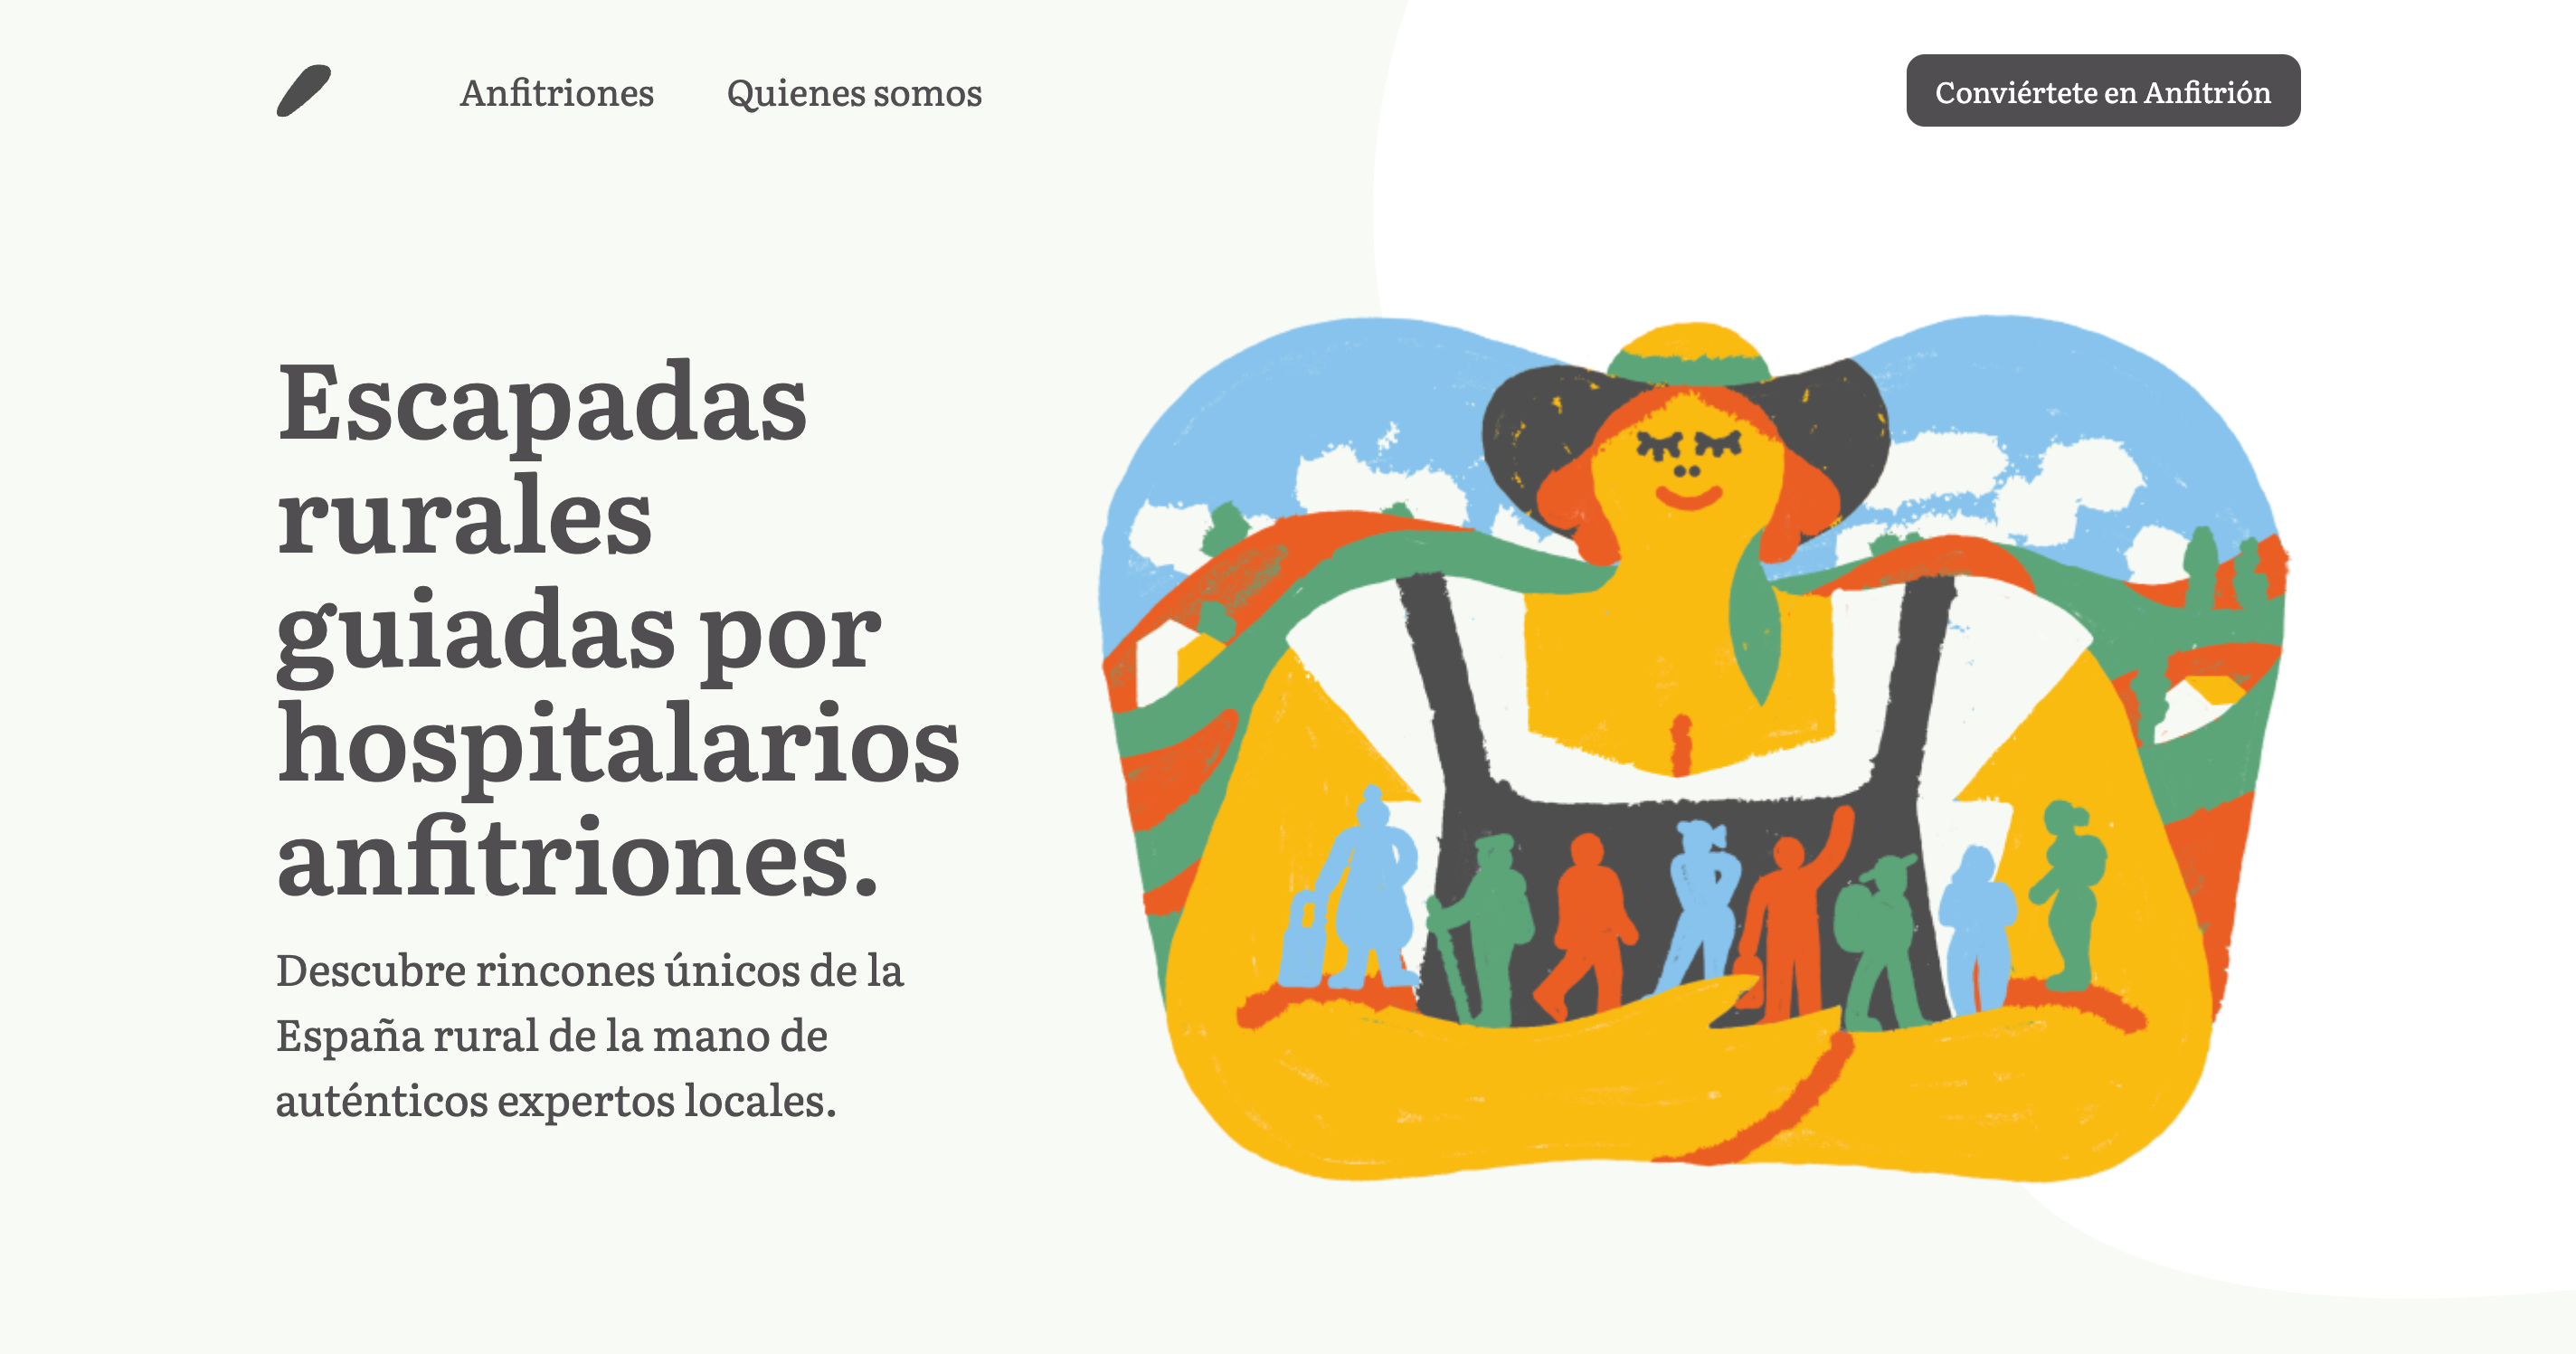 Anfitriones
Quienes somos
Conviértete en Anfitrión
Escapadas
rurales
guiadas por
hospitalarios
anfitriones.
Descubre rincones únicos de la
España rural de la mano de
auténticos expertos locales.